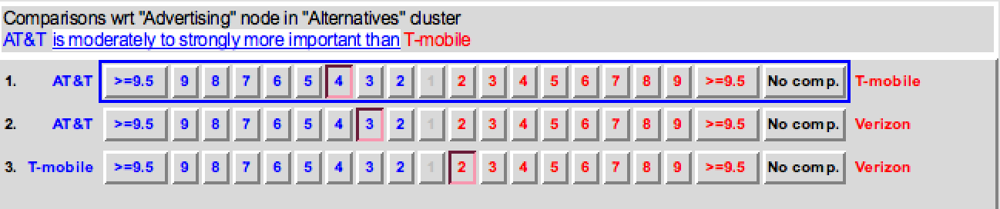 Comparisons wrt "Advertising" node in "Alternatives" cluster
AT&T is moderately to strongly more important than T-mobile
1. AT&T >=9.5 9 8 7 6 5 4 3 2 1 2 3 4 5 6 7 8 9 >=9.5 No comp. T-mobile
2. AT&T >=9.5 9 8 7 6 5 4 3 2 1 2 3 4 5 6 7 8 9 >=9.5 No comp. Verizon
3. T-mobile >=9.5 9 8 7 6 5 4 3 2 1 2 3 4 5 6 7 8 9 >=9.5 No comp. Verizon